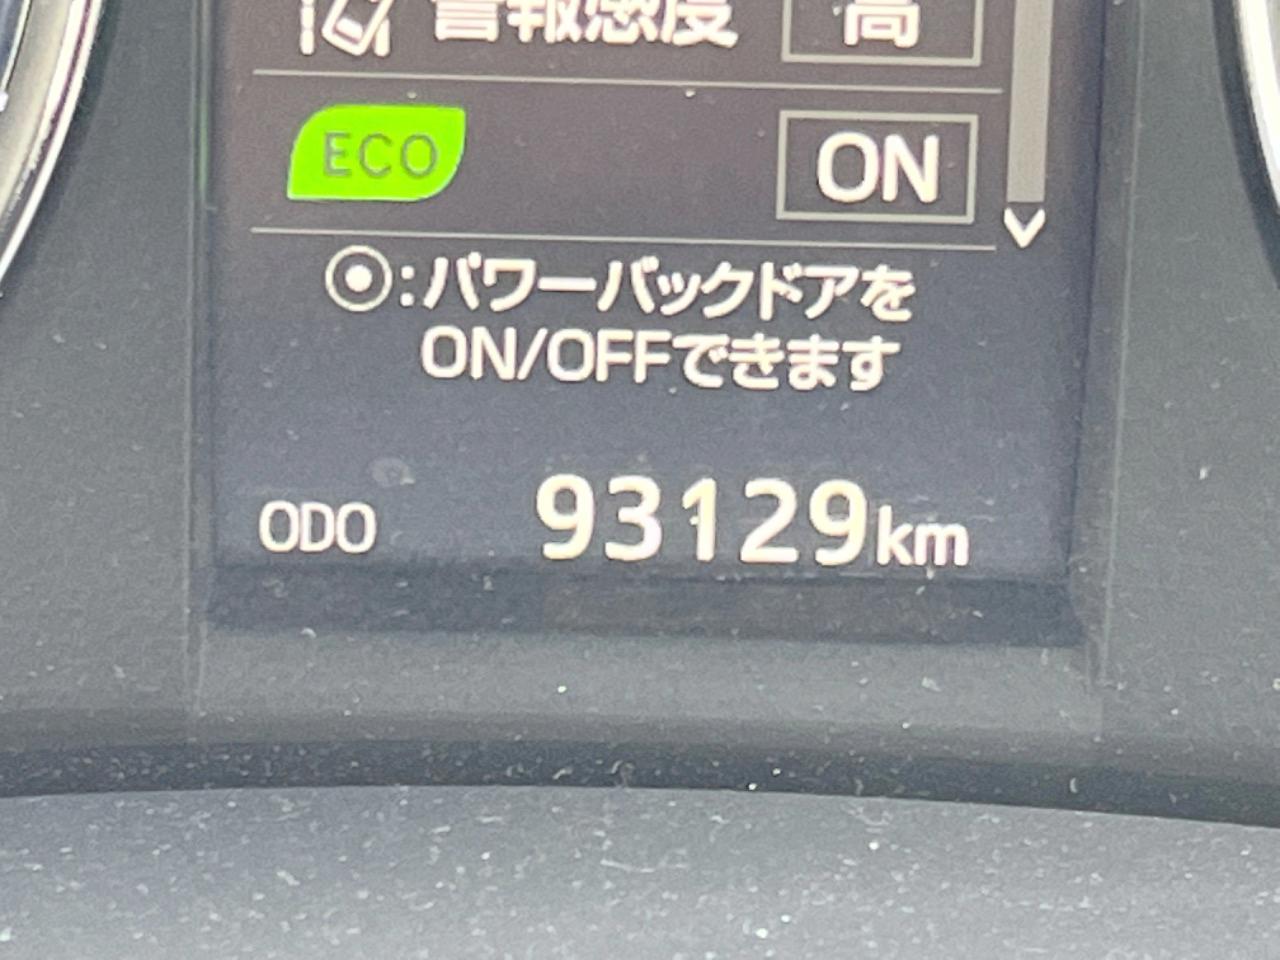 警報感度 高
ECO ON
⦿:パワーバックドアを
ON/OFFできます
ODO 93129km